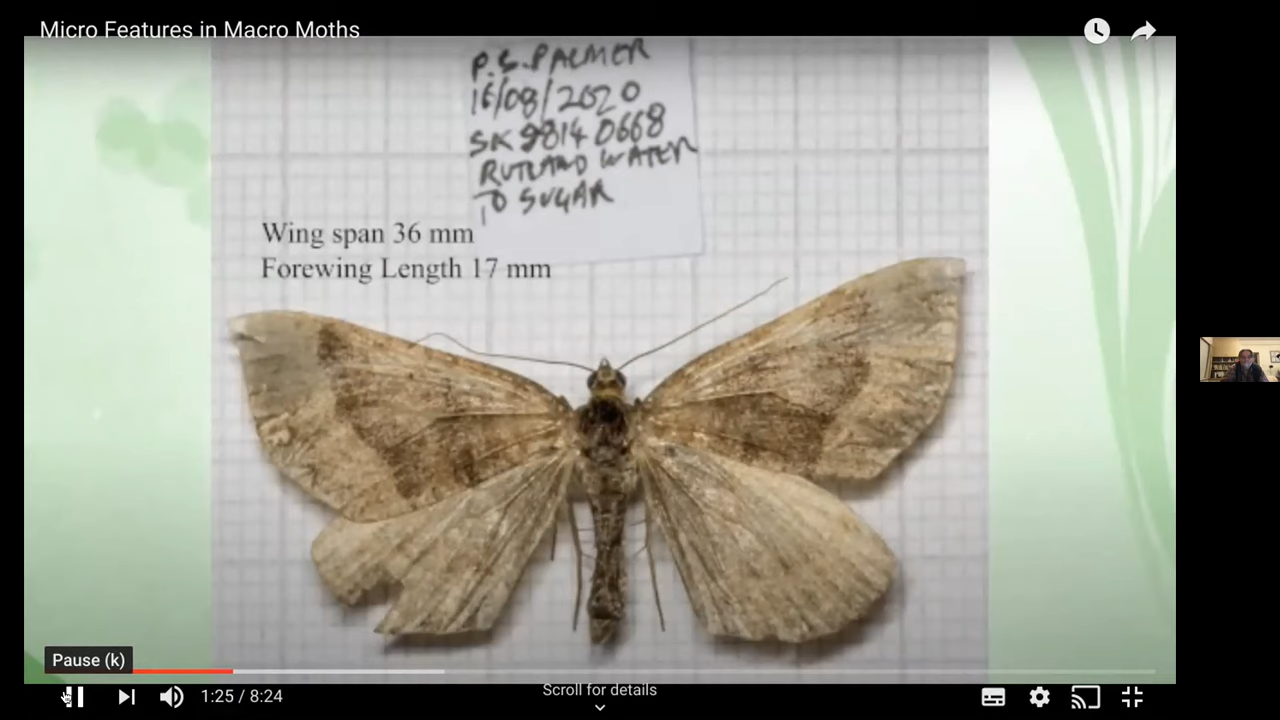 Micro Features in Macro Moths
P.S. PALMER
16/08/2020
SK 9814 0668
RUTLAND WATER
TO SUGAR
Wing span 36 mm
Forewing Length 17 mm
Pause (k)
1:25 / 8:24
Scroll for details